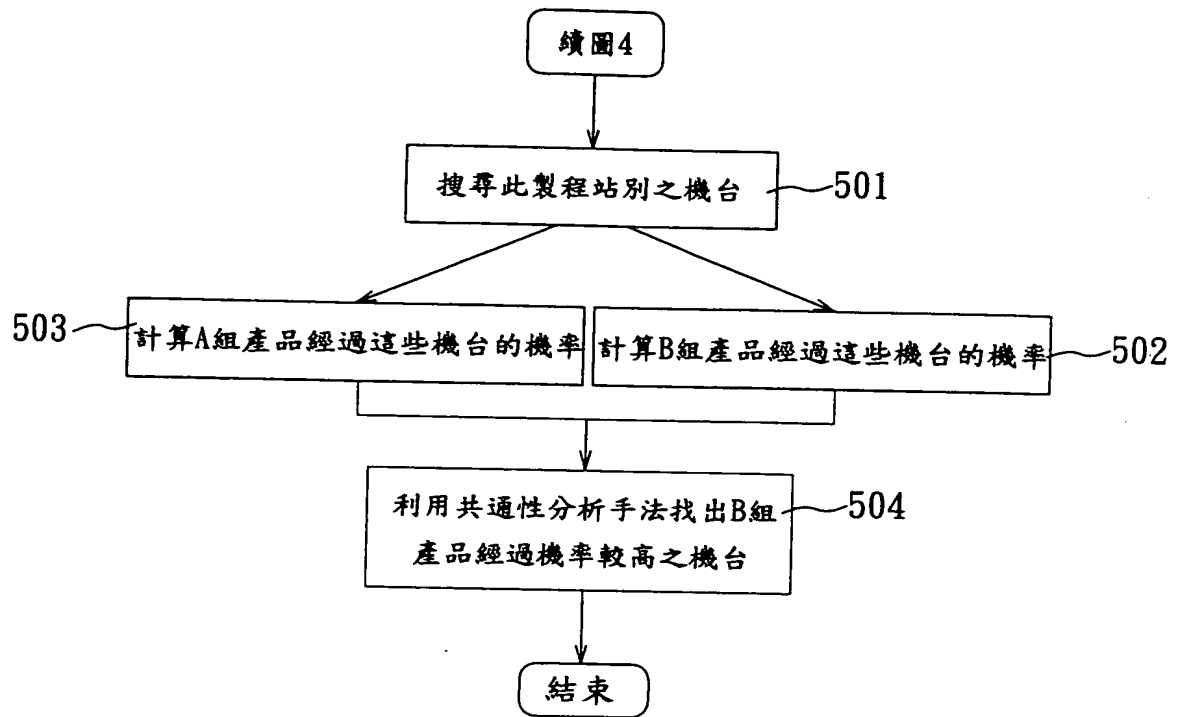 續圖4
搜尋此製程站別之機台
501
503
計算A組產品經過這些機台的機率
計算B組產品經過這些機台的機率
502
利用共通性分析手法找出B組
產品經過機率較高之機台
504
結束